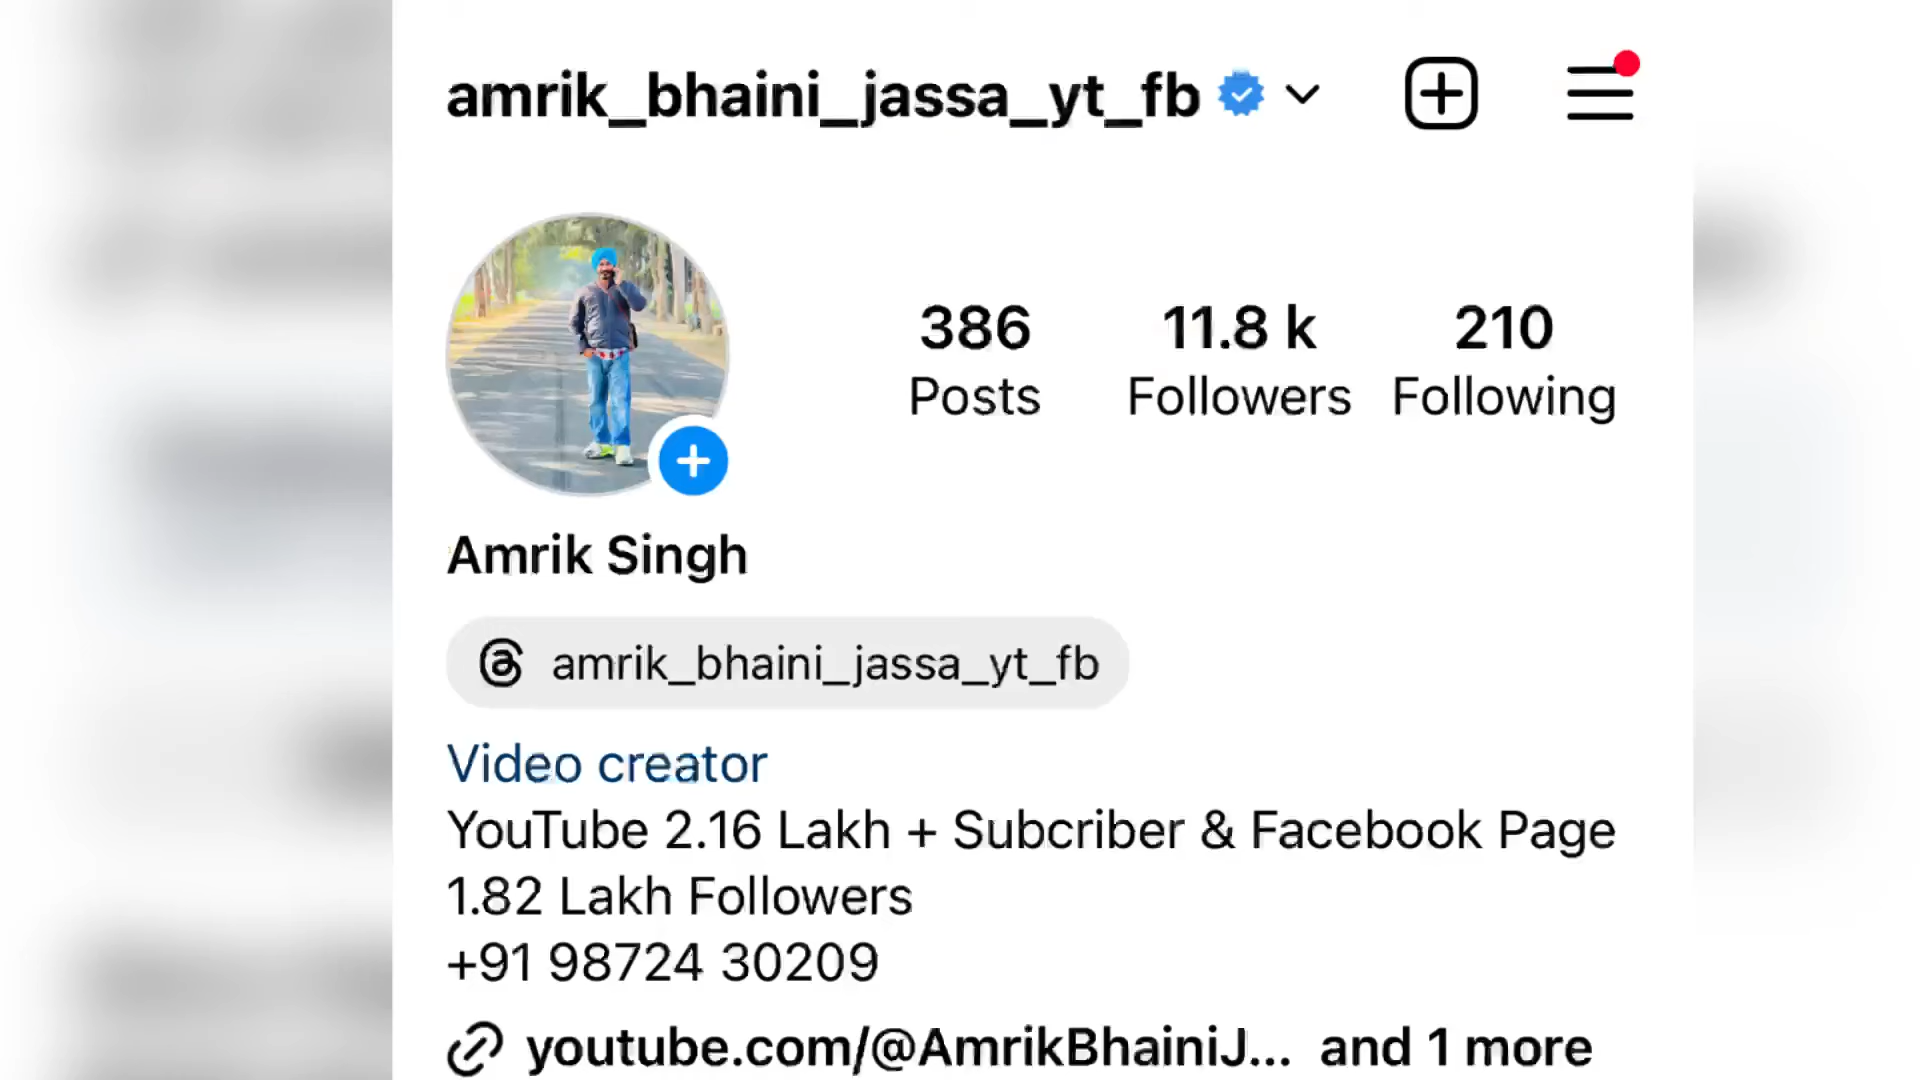 amrik_bhaini_jassa_yt_fb
386 11.8 k 210
Posts Followers Following
Amrik Singh
amrik_bhaini_jassa_yt_fb
Video creator
YouTube 2.16 Lakh + Subcriber & Facebook Page
1.82 Lakh Followers
+91 98724 30209
youtube.com/@AmrikBhainiJ... and 1 more